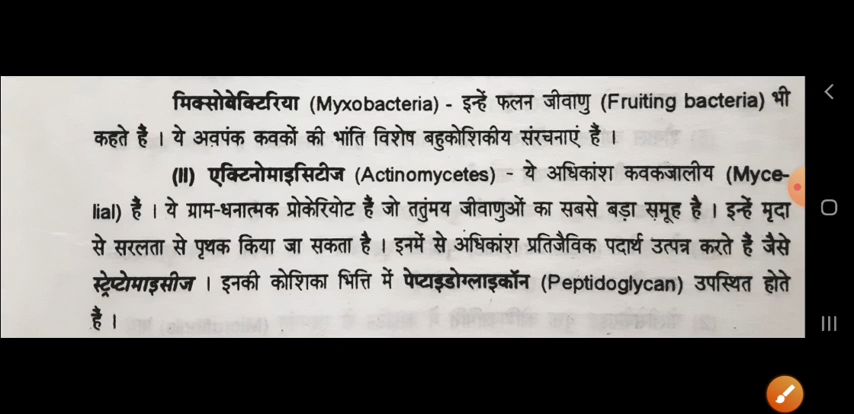 मिक्सोबेक्टिरिया (Myxobacteria) - इन्हें फलन जीवाणु (Fruiting bacteria) भी
कहते हैं । ये अवपंक कवकों की भांति विशेष बहुकोशिकीय संरचनाएं हैं ।
(II) एक्टिनोमाइसिटीज (Actinomycetes) - ये अधिकांश कवकजालीय (Myce-
lial) है । ये ग्राम-धनात्मक प्रोकेरियोट हैं जो ततुंमय जीवाणुओं का सबसे बड़ा समूह है । इन्हें मृदा
से सरलता से पृथक किया जा सकता है । इनमें से अधिकांश प्रतिजैविक पदार्थ उत्पन्न करते हैं जैसे
स्ट्रेप्टोमाइसीज । इनकी कोशिका भित्ति में पेप्टाइडोग्लाइकॉन (Peptidoglycan) उपस्थित होते
है ।